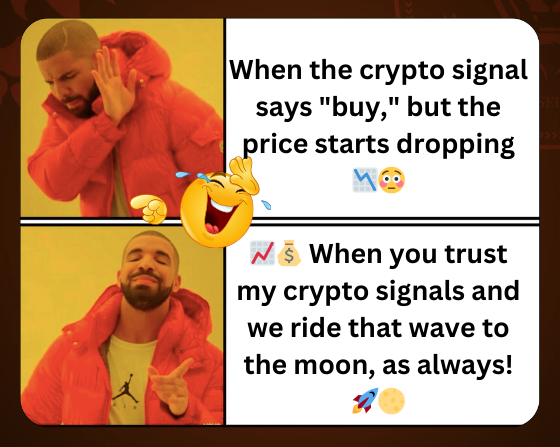 When the crypto signal
says "buy," but the
price starts dropping
📉😳
📈💰 When you trust
my crypto signals and
we ride that wave to
the moon, as always!
🚀🌕